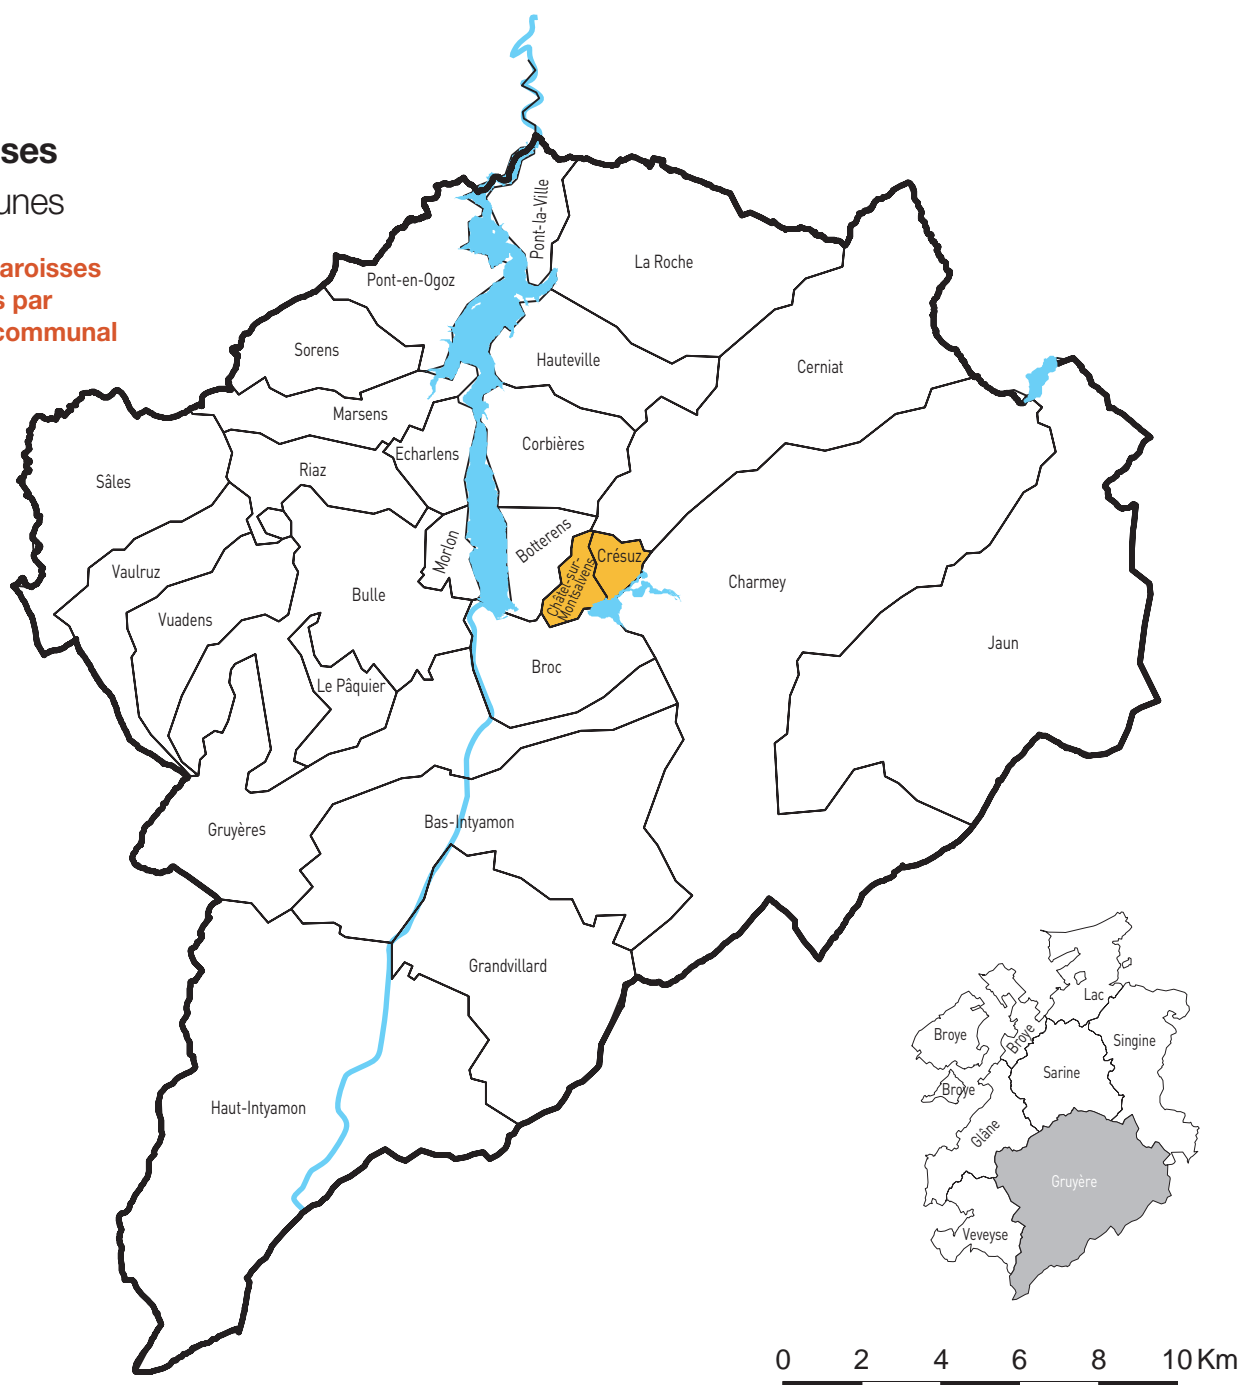 ses
unes
aroisses
s par
communal
Pont-la-Ville
La Roche
Pont-en-Ogoz
Sorens
Hauteville
Cerniat
Marsens
Echarlens
Corbières
Riaz
Sâles
Morlon
Botterens
Crésuz
Châtel-sur-
Montsalvens
Vaulruz
Charmey
Bulle
Vuadens
Jaun
Broc
Le Pâquier
Gruyères
Bas-Intyamon
Grandvillard
Haut-Intyamon
Lac
Broye
Broye
Singine
Sarine
Broye
Glâne
Gruyère
Veveyse
0 2 4 6 8 10 Km